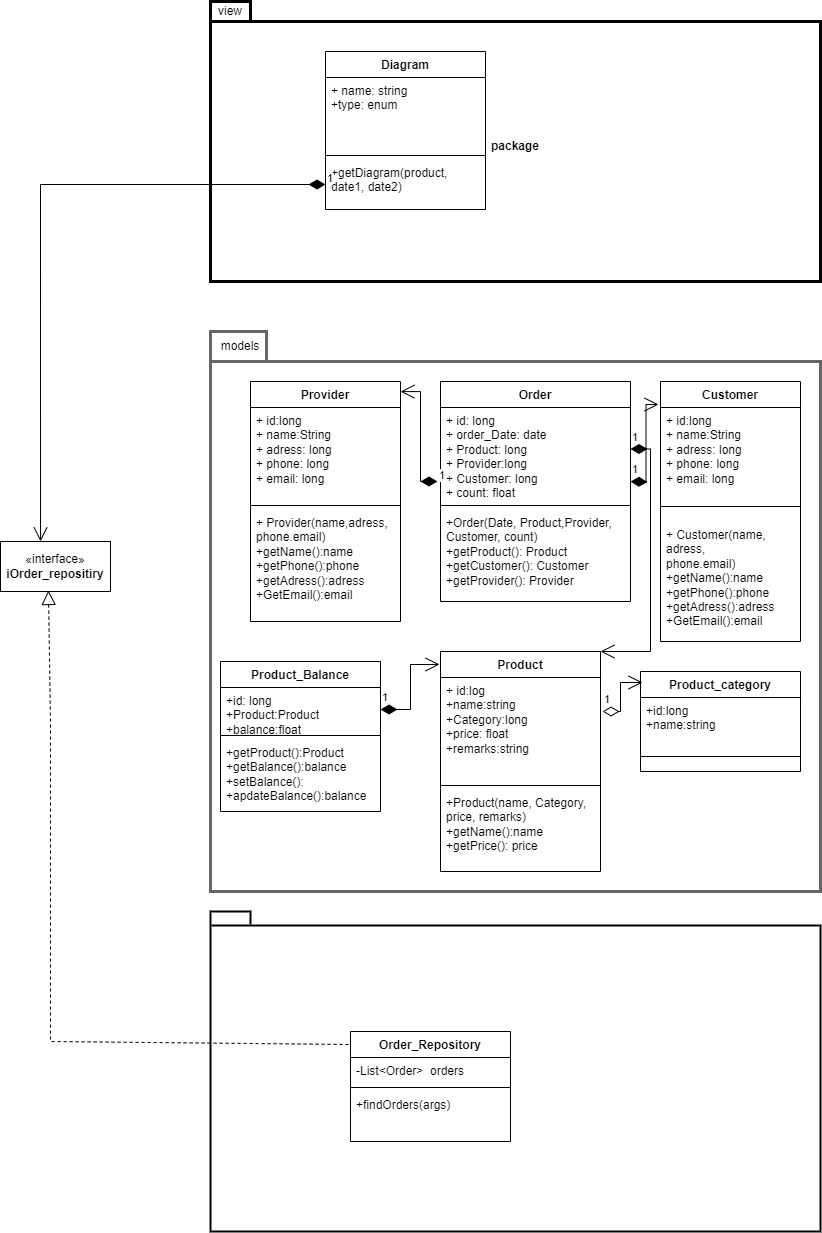 view
Diagram
+ name: string
+type: enum
package
1
+getDiagram(product,
date1, date2)
models
Provider
+ id:long
+ name:String
+ adress: long
+ phone: long
+ email: long
+ Provider(name,adress,
phone.email)
+getName():name
+getPhone():phone
+getAdress():adress
+GetEmail():email
Order
+ id: long
+ order_Date: date
+ Product: long
+ Provider:long
+ Customer: long
+ count: float
1
1
1
+Order(Date, Product,Provider,
Customer, count)
+getProduct(): Product
+getCustomer(): Customer
+getProvider(): Provider
Customer
+ id:long
+ name:String
+ adress: long
+ phone: long
+ email: long
+ Customer(name,
adress,
phone.email)
+getName():name
+getPhone():phone
+getAdress():adress
+GetEmail():email
«interface»
iOrder_repositiry
Product_Balance
+id: long
+Product:Product
+balance:float
+getProduct():Product
+getBalance():balance
+setBalance():
+apdateBalance():balance
1
Product
+ id:log
+name:string
+Category:long
+price: float
+remarks:string
+Product(name, Category,
price, remarks)
+getName():name
+getPrice(): price
1
Product_category
+id:long
+name:string
Order_Repository
-List<Order>  orders
+findOrders(args)